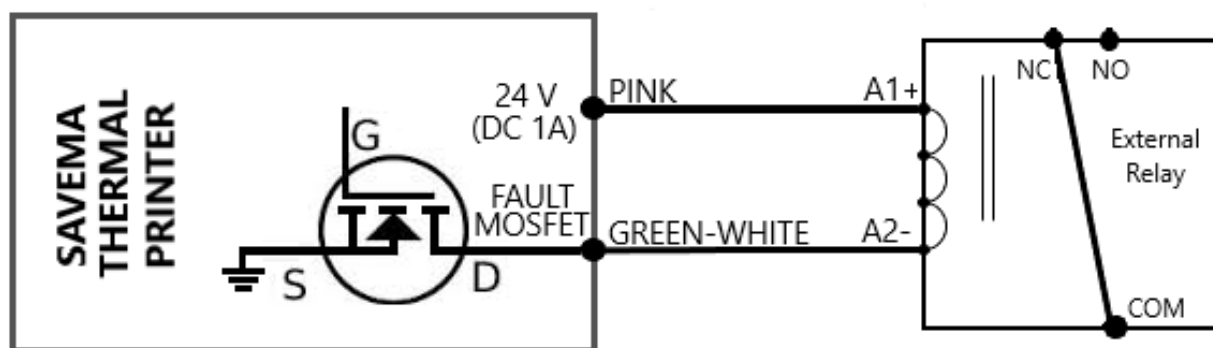 SAVEMA
THERMAL
PRINTER
G
S
D
24 V
(DC 1A)
FAULT
MOSFET
PINK
GREEN-WHITE
A1+
A2-
NC
NO
External
Relay
COM